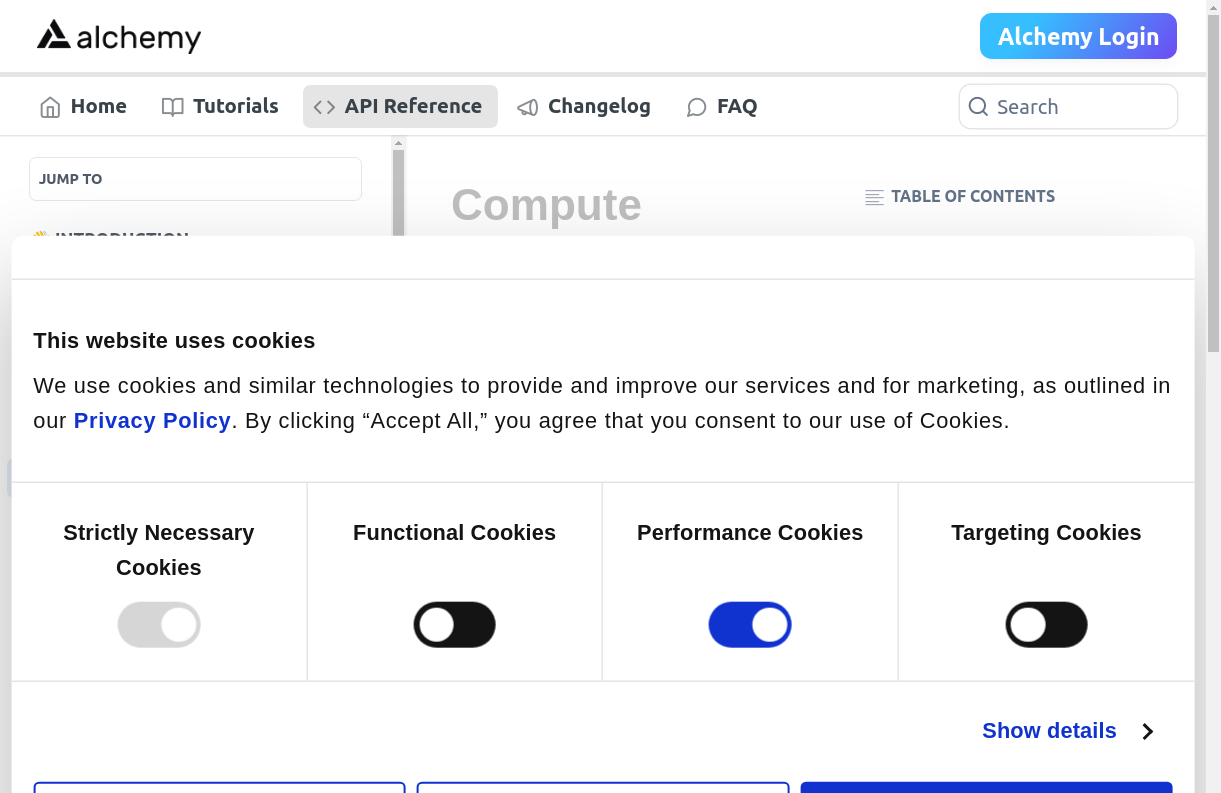 alchemy
Alchemy Login
Home
Tutorials
API Reference
Changelog
FAQ
Search
JUMP TO
INTRODUCTION
Compute
TABLE OF CONTENTS
This website uses cookies
We use cookies and similar technologies to provide and improve our services and for marketing, as outlined in
our Privacy Policy. By clicking “Accept All,” you agree that you consent to our use of Cookies.
Strictly Necessary
Cookies
Functional Cookies
Performance Cookies
Targeting Cookies
Show details